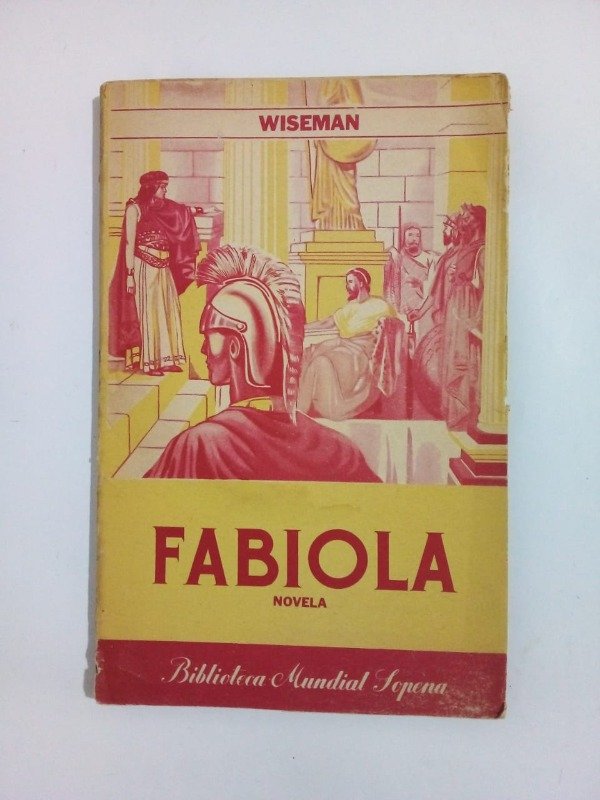 WISEMAN
FABIOLA
NOVELA
Biblioteca Mundial Sopena